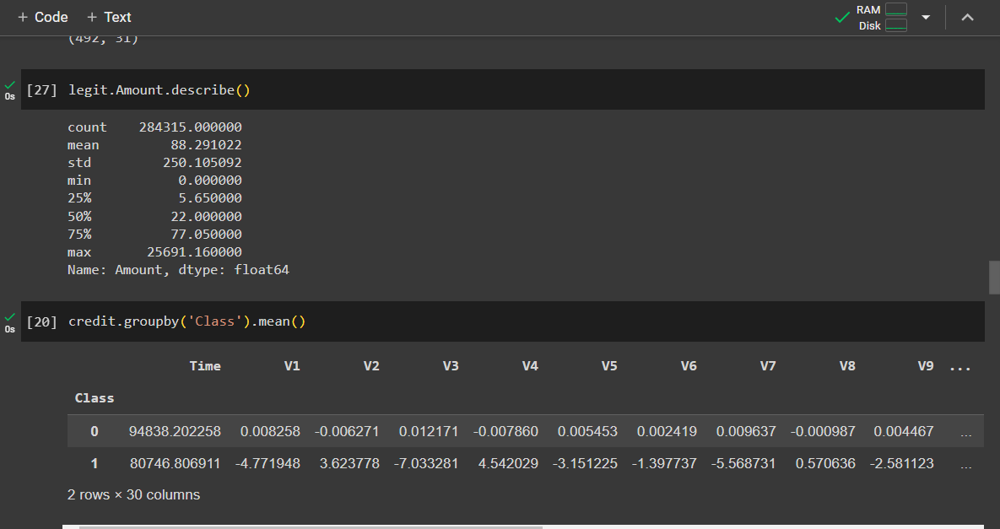 + Code + Text
RAM
Disk
(492, 31)
0s
[27] legit.Amount.describe()
count 284315.000000
mean 88.291022
std 250.105092
min 0.000000
25% 5.650000
50% 22.000000
75% 77.050000
max 25691.160000
Name: Amount, dtype: float64
0s
[20] credit.groupby('Class').mean()
Time V1 V2 V3 V4 V5 V6 V7 V8 V9 ...
Class
0 94838.202258 0.008258 -0.006271 0.012171 -0.007860 0.005453 0.002419 0.009637 -0.000987 0.004467 ...
1 80746.806911 -4.771948 3.623778 -7.033281 4.542029 -3.151225 -1.397737 -5.568731 0.570636 -2.581123 ...
2 rows × 30 columns